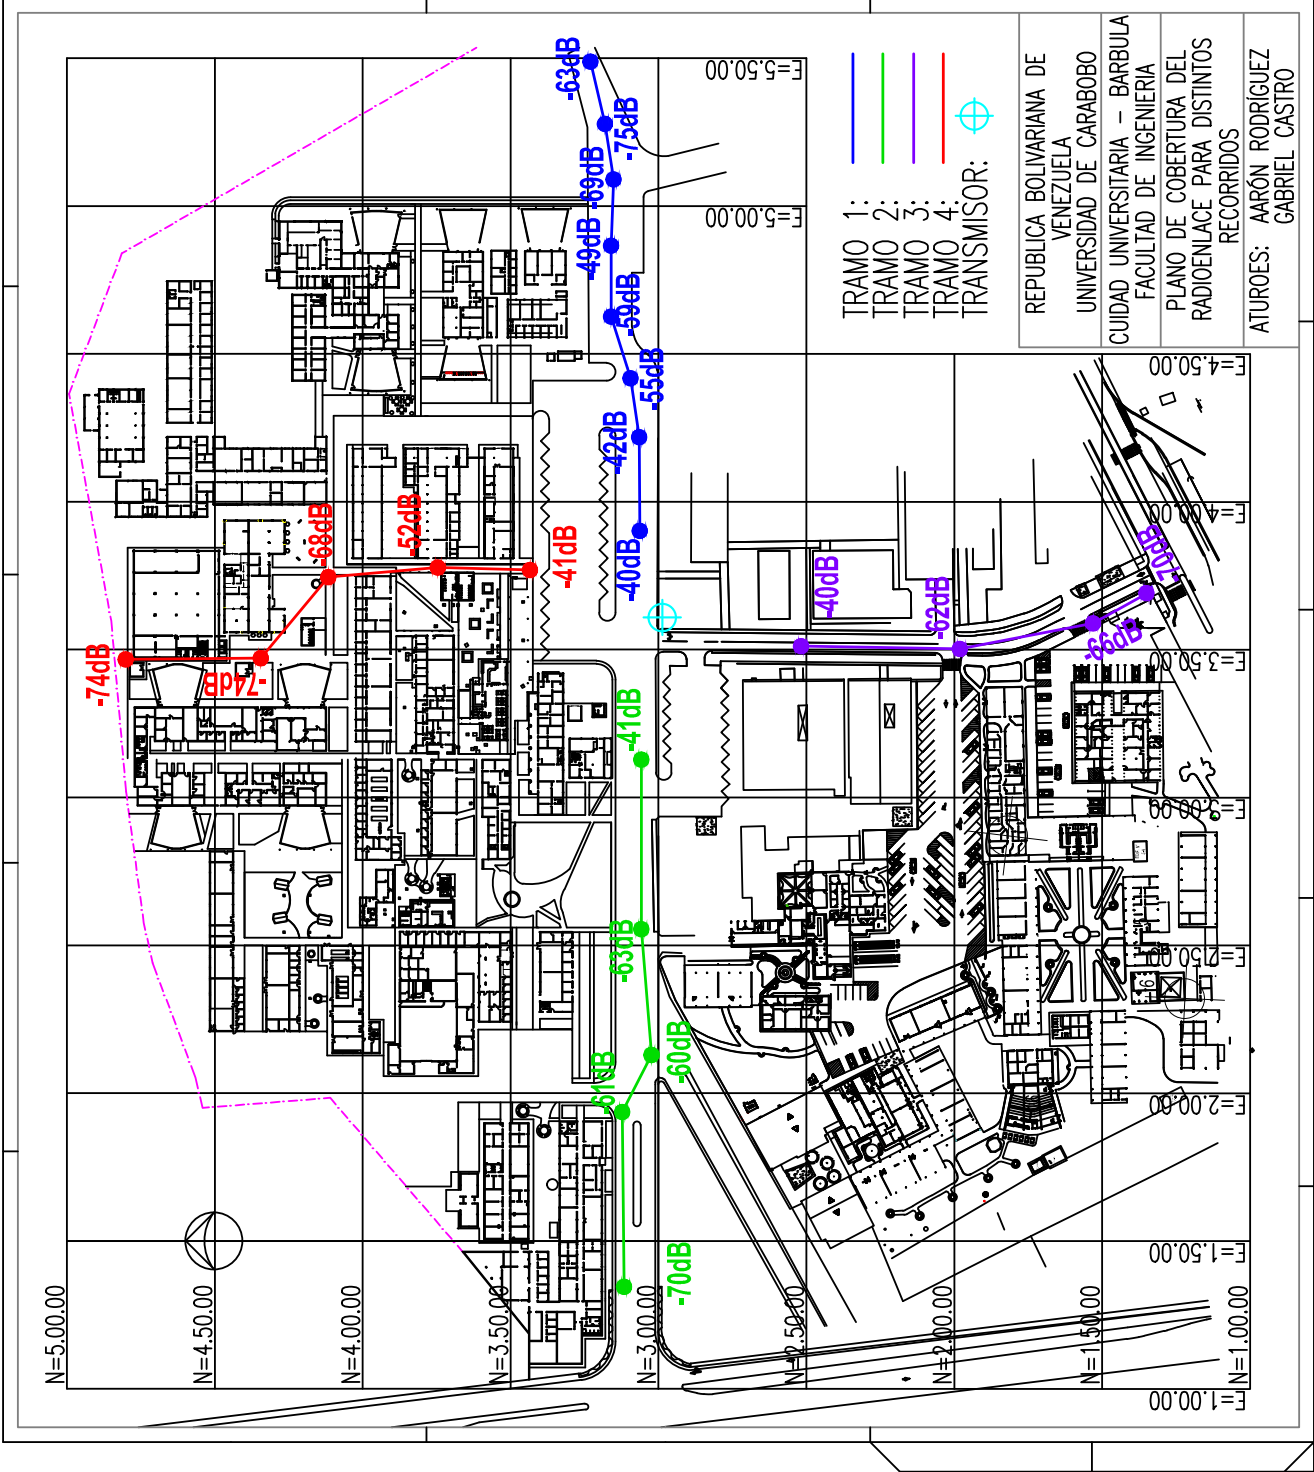 REPUBLICA BOLIVARIANA DE
VENEZUELA
UNIVERSIDAD DE CARABOBO
CUIDAD UNIVERSITARIA – BARBULA
FACULTAD DE INGENIERIA
PLANO DE COBERTURA DEL
RADIOENLACE PARA DISTINTOS
RECORRIDOS
ATUROES: AARÓN RODRÍGUEZ
GABRIEL CASTRO
TRAMO 1:
TRAMO 2:
TRAMO 3:
TRAMO 4:
TRANSMISOR:
N=5.00.00
N=4.50.00
N=4.00.00
N=3.50.00
N=3.00.00
N=2.50.00
N=2.00.00
N=1.50.00
N=1.00.00
E=5.50.00
E=5.00.00
E=4.50.00
E=4.00.00
E=3.50.00
E=3.00.00
E=2.50.00
E=2.00.00
E=1.50.00
E=1.00.00
-63dB
-75dB
-69dB
-49dB
-59dB
-55dB
-42dB
-40dB
-41dB
-52dB
-68dB
-74dB
-74dB
-40dB
-62dB
-69dB
-70dB
-41dB
-63dB
-60dB
-61dB
-70dB